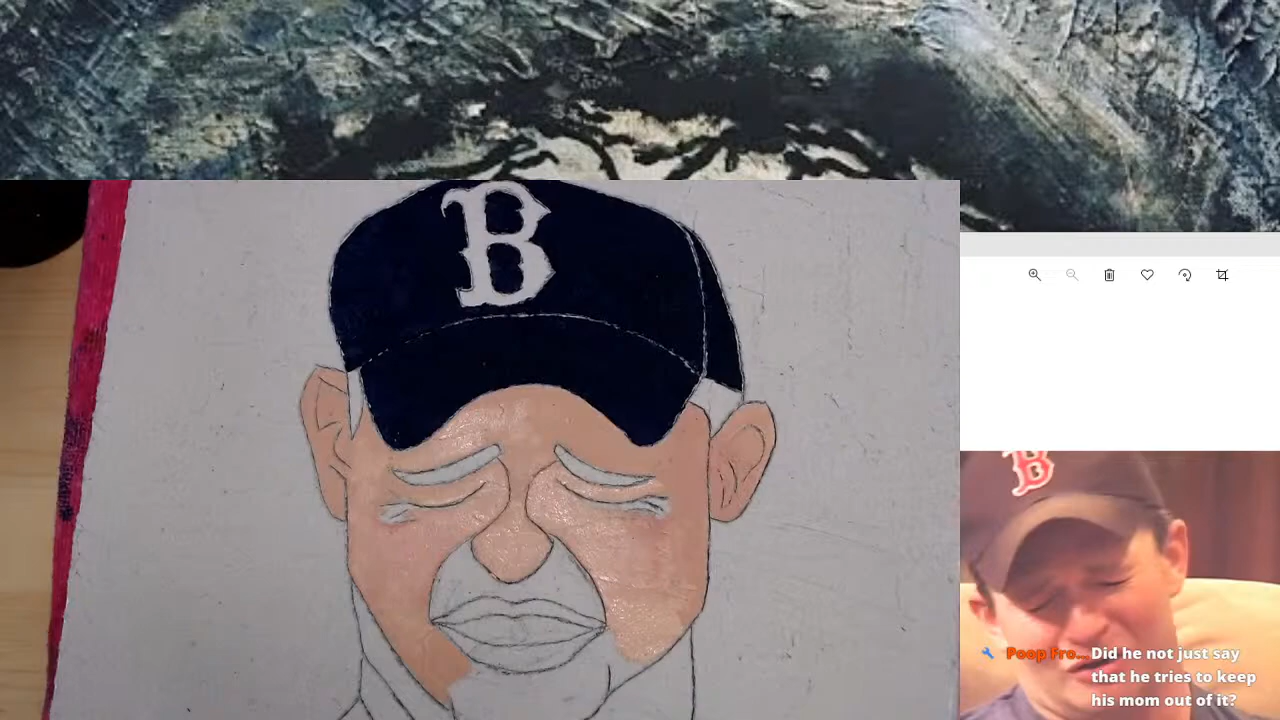 B
B
Poop Fro... Did he not just say
that he tries to keep
his mom out of it?